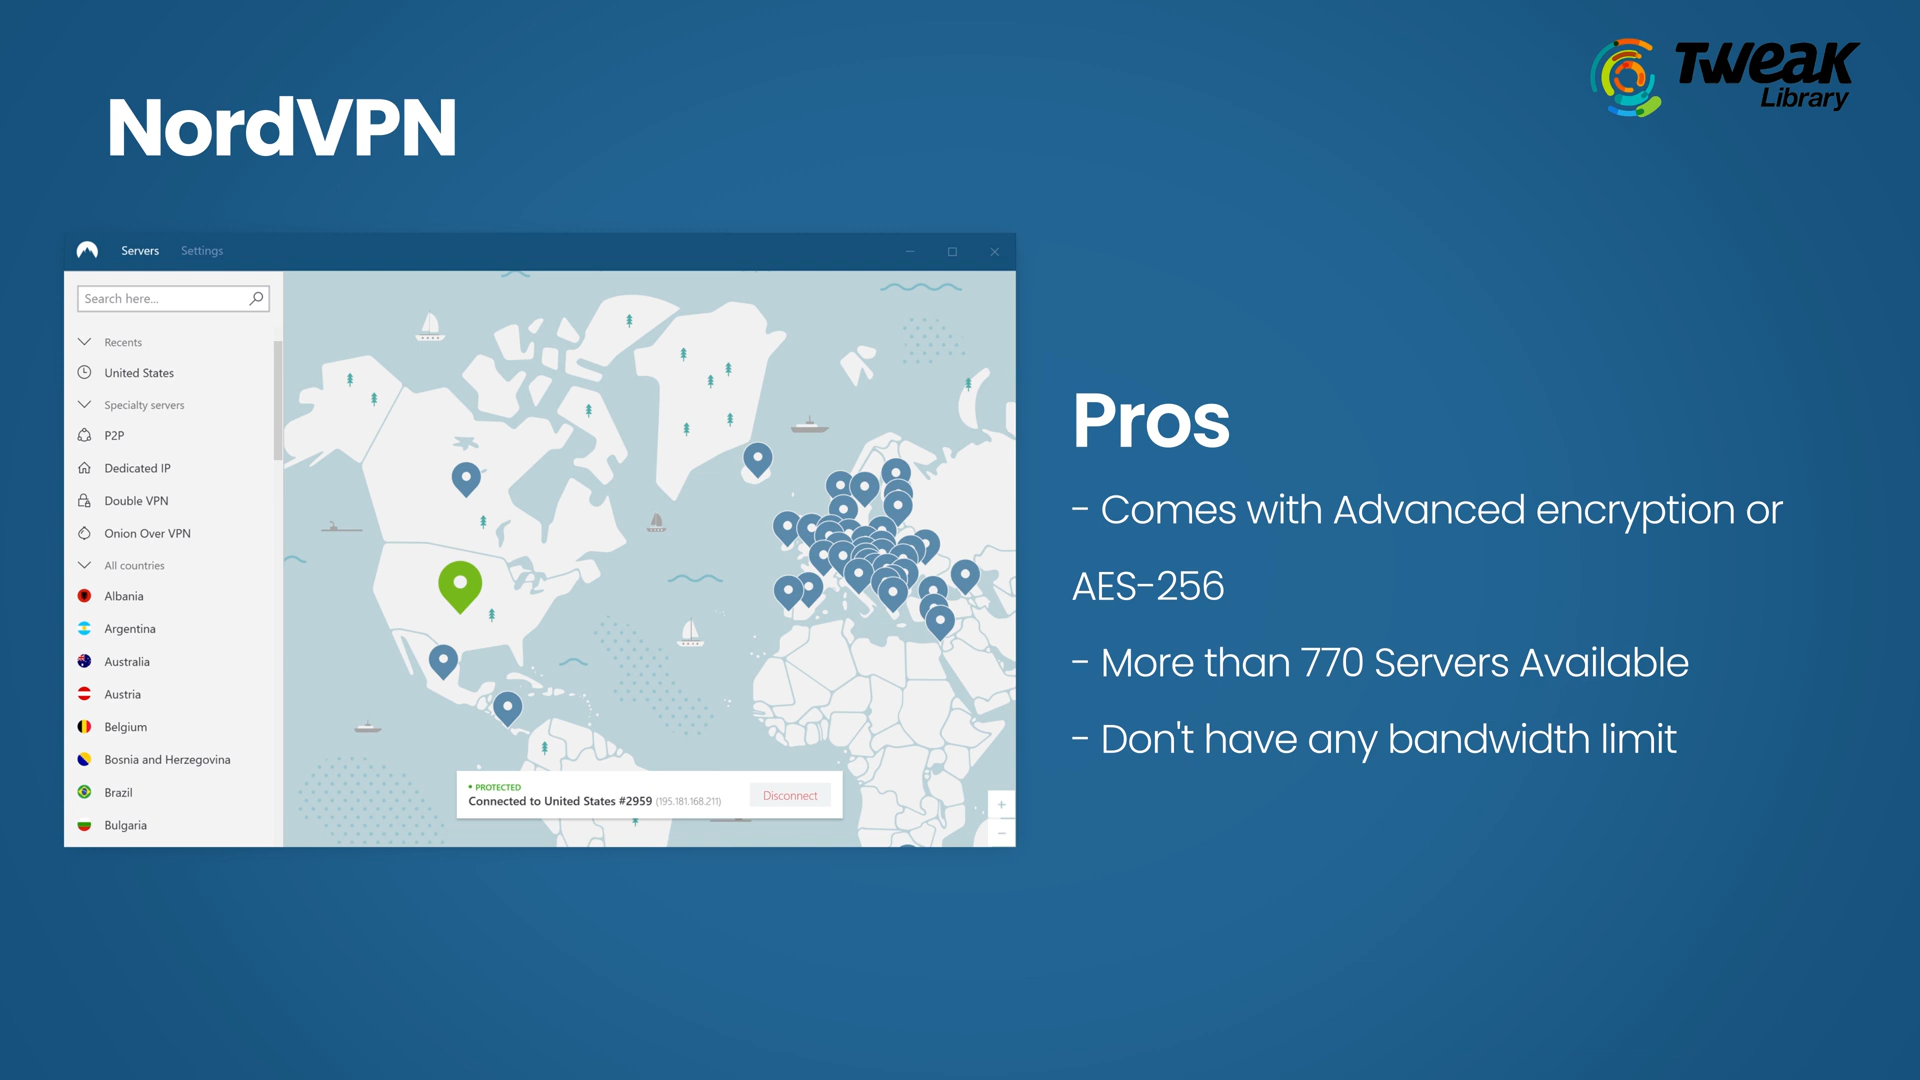 NordVPN
Tweak
Library
Servers Settings
Search here...
Recents
United States
Specialty servers
P2P
Dedicated IP
Double VPN
Onion Over VPN
All countries
Albania
Argentina
Australia
Austria
Belgium
Bosnia and Herzegovina
Brazil
Bulgaria
PROTECTED
Connected to United States #2959 (195.181.168.211)
Disconnect
Pros
- Comes with Advanced encryption or
AES-256
- More than 770 Servers Available
- Don't have any bandwidth limit